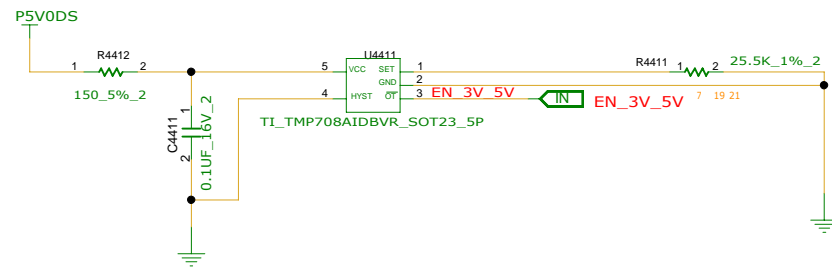 P5V0DS
R4412
1 2
150_5%_2
C4411
1
2
0.1UF_16V_2
U4411
5 VCC SET 1
GND 2
4 HYST OT 3
TI_TMP708AIDBVR_SOT23_5P
EN_3V_5V
IN
EN_3V_5V
R4411
1 2
25.5K_1%_2
7 19 21